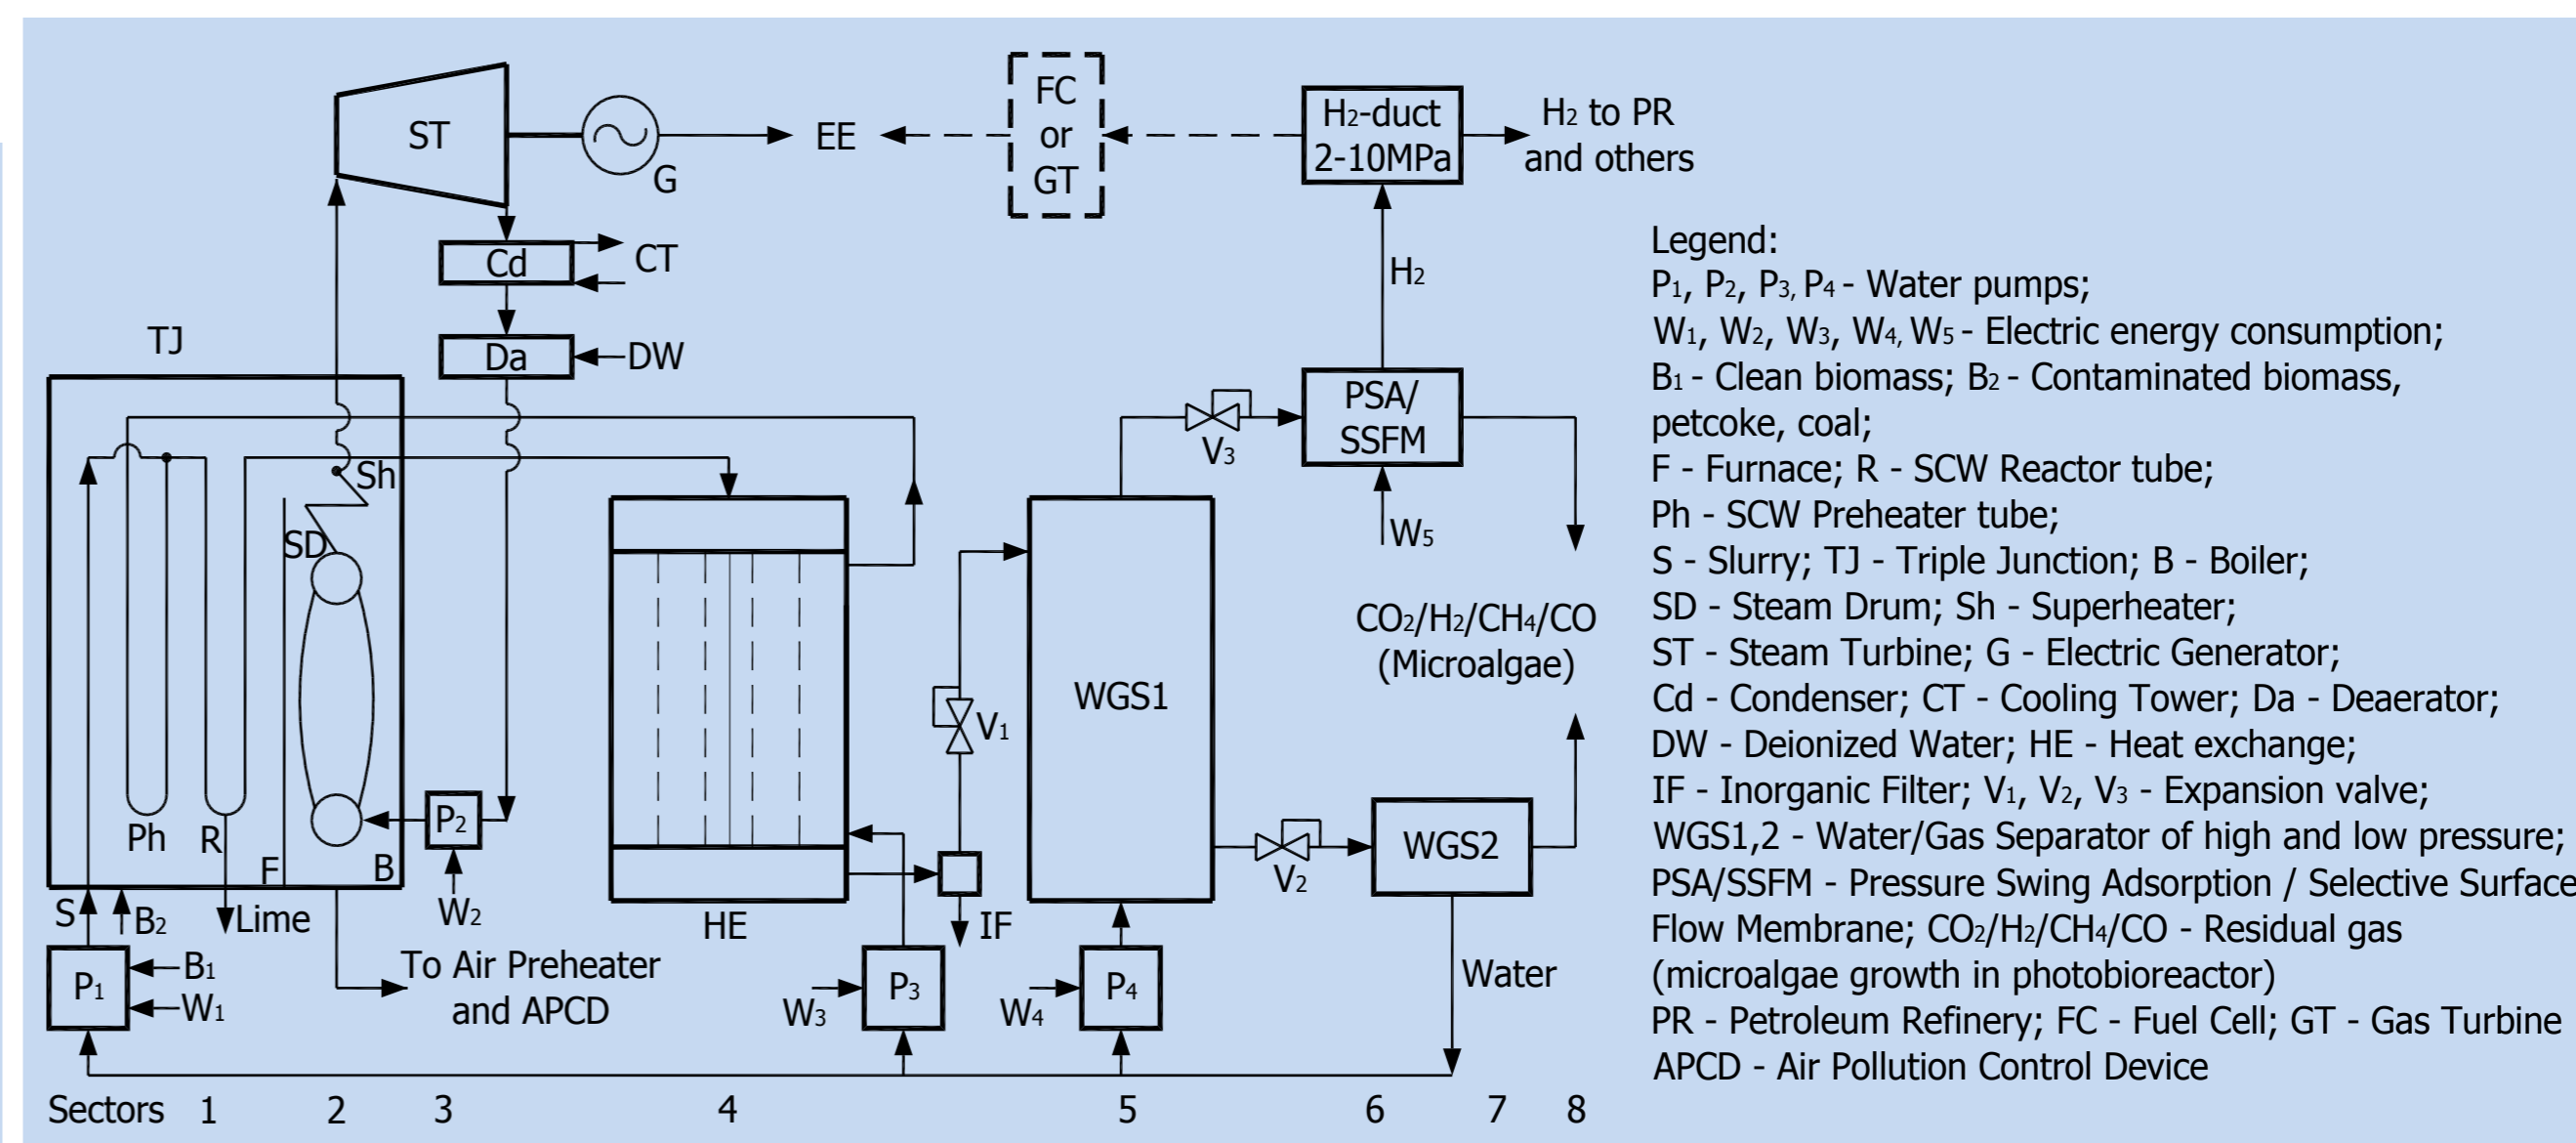 ST
G
EE
FC
or
GT
H₂-duct
2-10MPa
H₂ to PR
and others
Cd
CT
Da
DW
TJ
H₂
Sh
SD
PSA/
SSFM
V₃
W₅
V₁
WGS1
CO₂/H₂/CH₄/CO
(Microalgae)
Ph
R
F
B
P₂
W₂
V₂
WGS2
S
B₂
Lime
HE
IF
P₁
B₁
W₁
To Air Preheater
and APCD
W₃
P₃
W₄
P₄
Water
Sectors 1 2 3 4 5 6 7 8
Legend:
P₁, P₂, P₃, P₄ - Water pumps;
W₁, W₂, W₃, W₄, W₅ - Electric energy consumption;
B₁ - Clean biomass; B₂ - Contaminated biomass,
petcoke, coal;
F - Furnace; R - SCW Reactor tube;
Ph - SCW Preheater tube;
S - Slurry; TJ - Triple Junction; B - Boiler;
SD - Steam Drum; Sh - Superheater;
ST - Steam Turbine; G - Electric Generator;
Cd - Condenser; CT - Cooling Tower; Da - Deaerator;
DW - Deionized Water; HE - Heat exchange;
IF - Inorganic Filter; V₁, V₂, V₃ - Expansion valve;
WGS1,2 - Water/Gas Separator of high and low pressure;
PSA/SSFM - Pressure Swing Adsorption / Selective Surface
Flow Membrane; CO₂/H₂/CH₄/CO - Residual gas
(microalgae growth in photobioreactor)
PR - Petroleum Refinery; FC - Fuel Cell; GT - Gas Turbine
APCD - Air Pollution Control Device